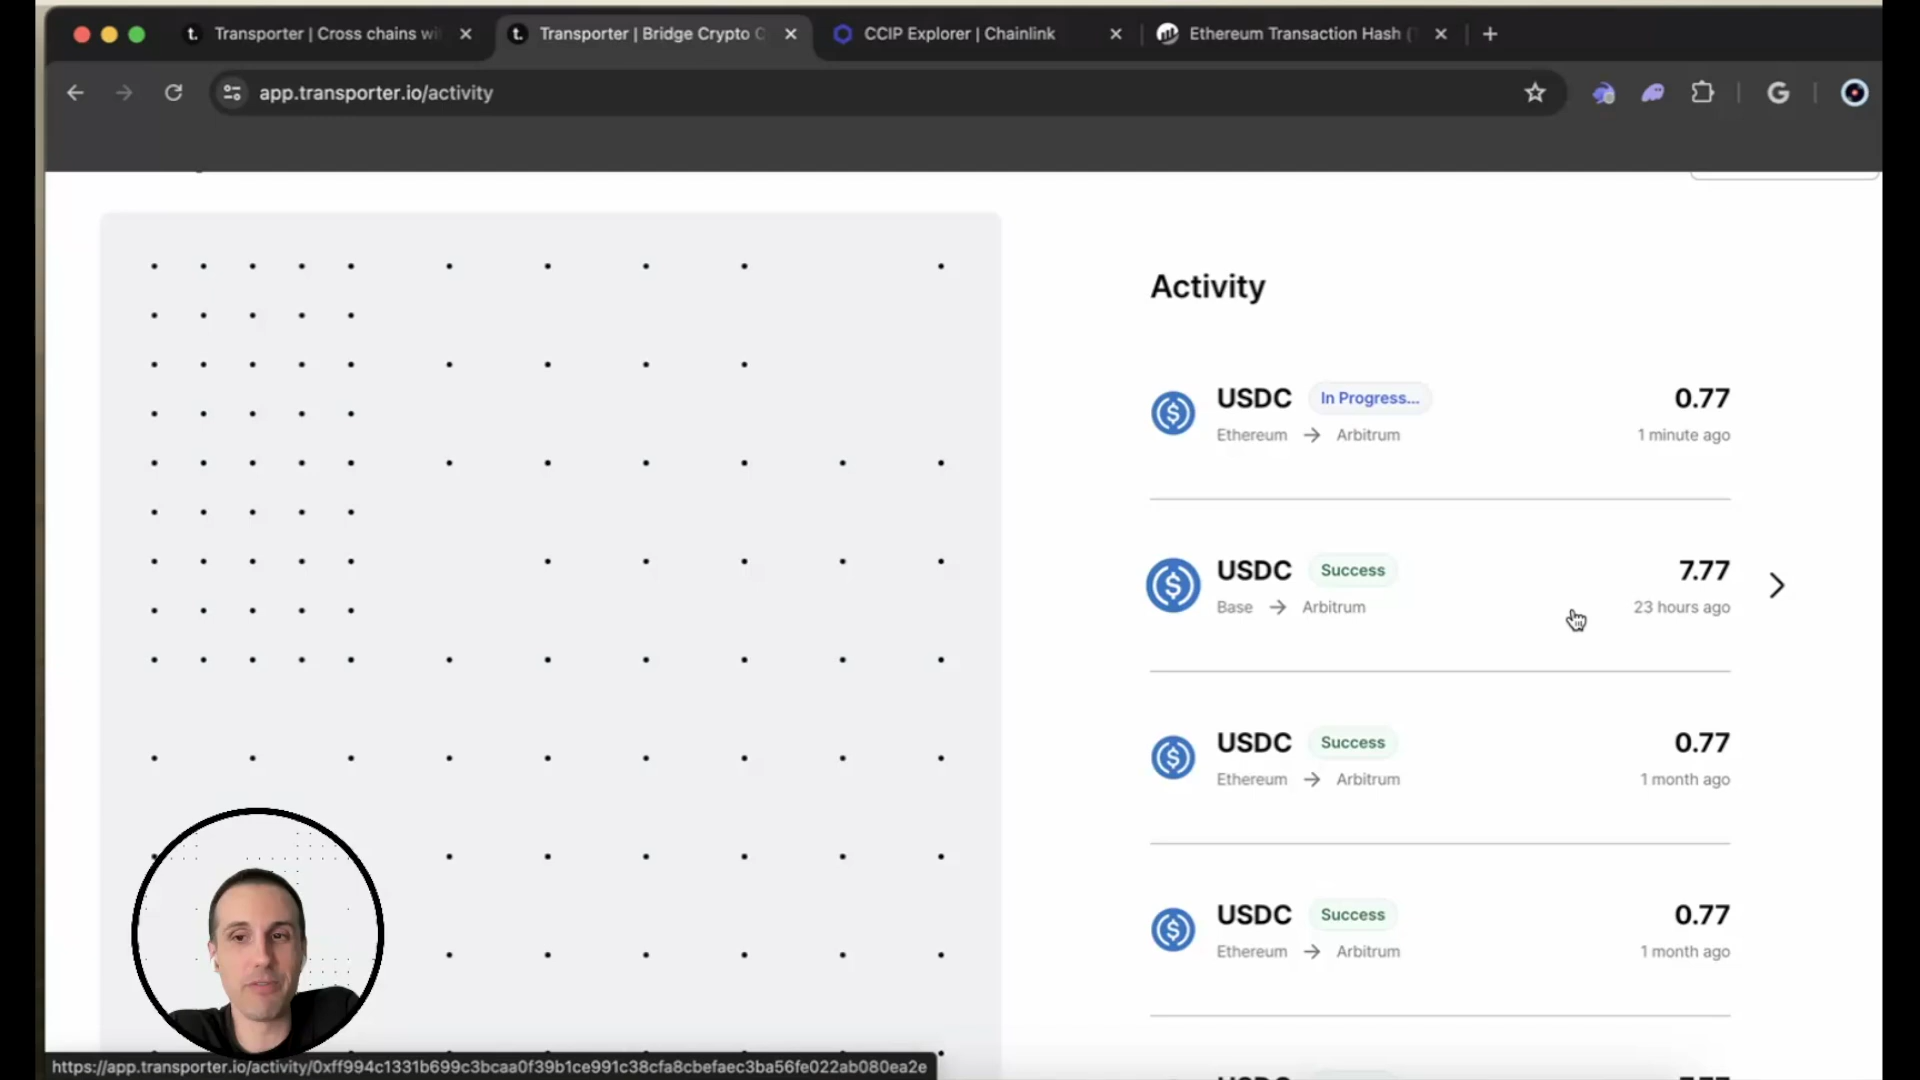 Transporter | Cross chains wi
Transporter | Bridge Crypto C
CCIP Explorer | Chainlink
Ethereum Transaction Hash (
app.transporter.io/activity
Activity
USDC In Progress... 0.77
Ethereum → Arbitrum 1 minute ago
USDC Success 7.77
Base → Arbitrum 23 hours ago
USDC Success 0.77
Ethereum → Arbitrum 1 month ago
USDC Success 0.77
Ethereum → Arbitrum 1 month ago
https://app.transporter.io/activity/0xff994c1331b699c3bcaa0f39b1ce991c38cfa8cbefaec3ba56fe022ab080ea2e